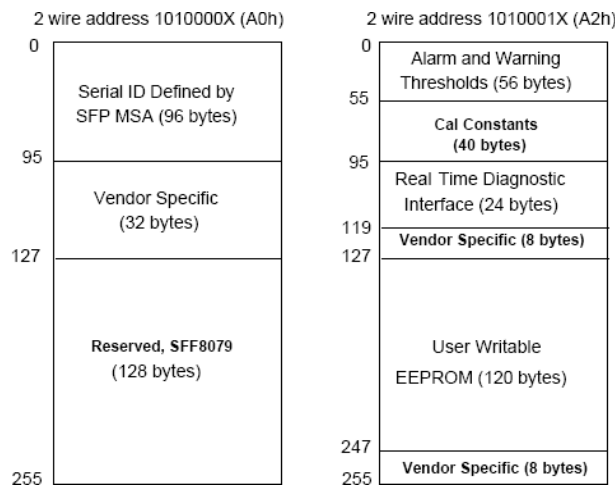 2 wire address 1010000X (A0h)
0
Serial ID Defined by
SFP MSA (96 bytes)
95
Vendor Specific
(32 bytes)
127
Reserved, SFF8079
(128 bytes)
255
2 wire address 1010001X (A2h)
0
Alarm and Warning
Thresholds (56 bytes)
55
Cal Constants
(40 bytes)
95
Real Time Diagnostic
Interface (24 bytes)
119
Vendor Specific (8 bytes)
127
User Writable
EEPROM (120 bytes)
247
Vendor Specific (8 bytes)
255